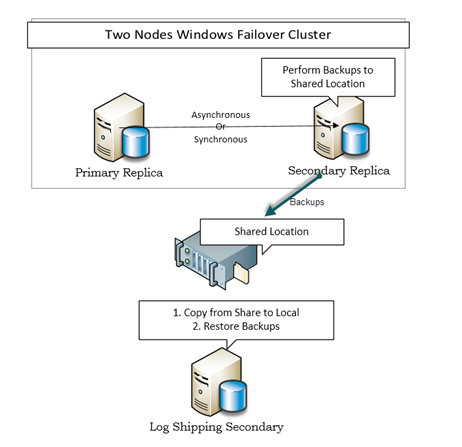 Two Nodes Windows Failover Cluster
Perform Backups to
Shared Location
Asynchronous
Or
Synchronous
Primary Replica
Secondary Replica
Backups
Shared Location
1. Copy from Share to Local
2. Restore Backups
Log Shipping Secondary